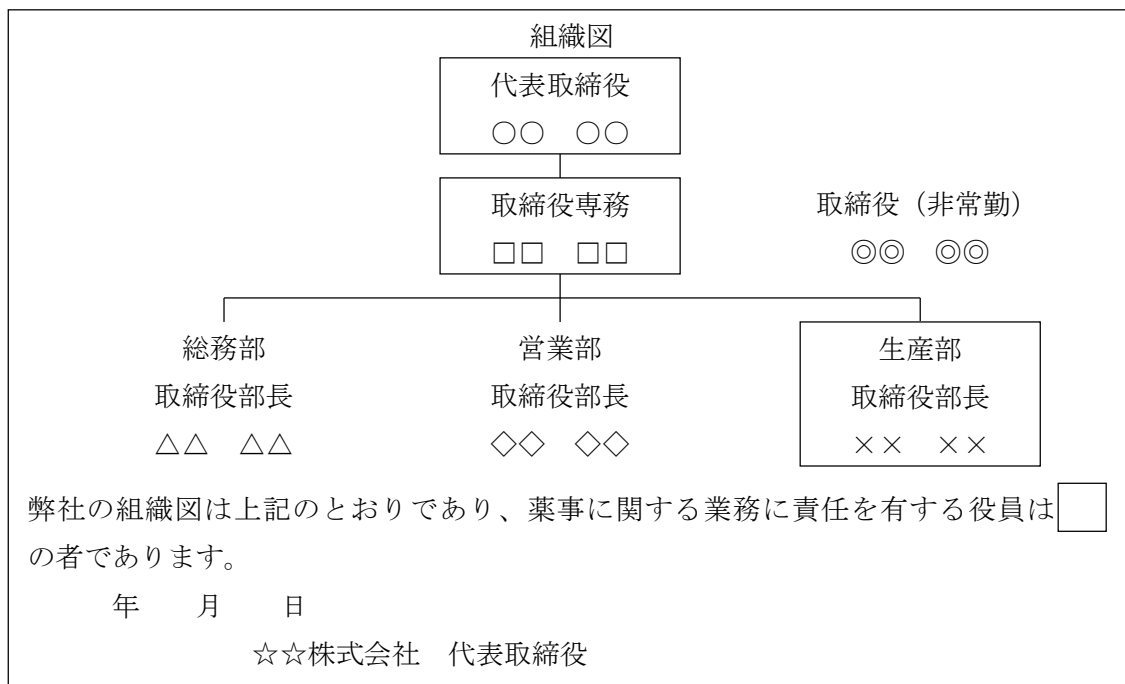 組織図
代表取締役
○○　○○
取締役専務
□□　□□
取締役（非常勤）
◎◎　◎◎
総務部
取締役部長
△△　△△
営業部
取締役部長
◇◇　◇◇
生産部
取締役部長
××　××
弊社の組織図は上記のとおりであり、薬事に関する業務に責任を有する役員は□
の者であります。
年　　月　　日
☆☆株式会社　代表取締役